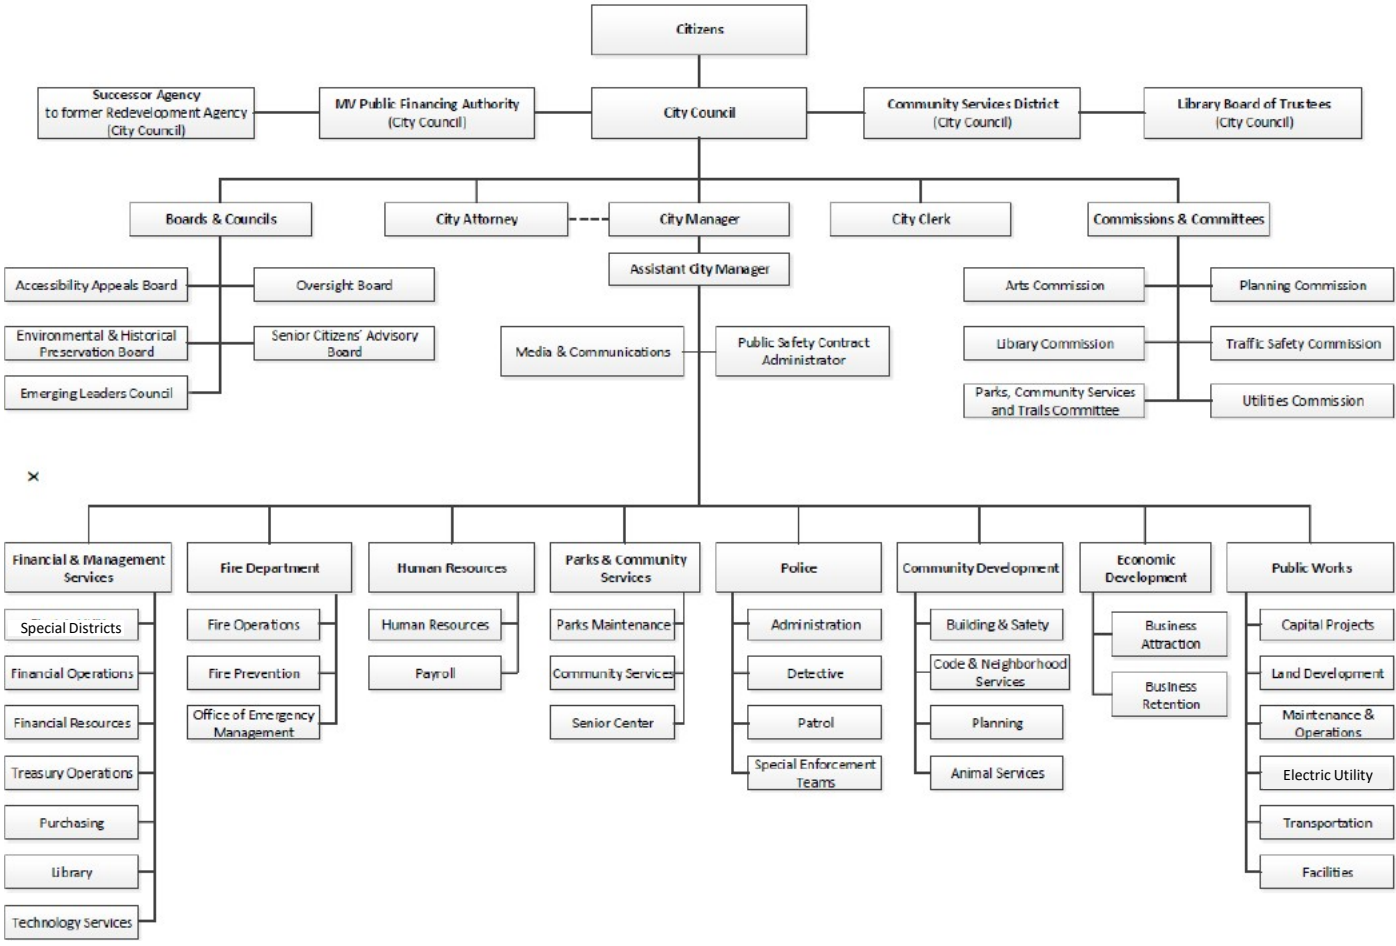 Citizens
Successor Agency
to former Redevelopment Agency
(City Council)
MV Public Financing Authority
(City Council)
City Council
Community Services District
(City Council)
Library Board of Trustees
(City Council)
Boards & Councils
City Attorney
City Manager
City Clerk
Commissions & Committees
Assistant City Manager
Accessibility Appeals Board
Oversight Board
Arts Commission
Planning Commission
Environmental & Historical
Preservation Board
Senior Citizens' Advisory
Board
Media & Communications
Public Safety Contract
Administrator
Library Commission
Traffic Safety Commission
Emerging Leaders Council
Parks, Community Services
and Trails Committee
Utilities Commission
Financial & Management
Services
Special Districts
Financial Operations
Financial Resources
Treasury Operations
Purchasing
Library
Technology Services
Fire Department
Fire Operations
Fire Prevention
Office of Emergency
Management
Human Resources
Human Resources
Payroll
Parks & Community
Services
Parks Maintenance
Community Services
Senior Center
Police
Administration
Detective
Patrol
Special Enforcement
Teams
Community Development
Building & Safety
Code & Neighborhood
Services
Planning
Animal Services
Economic
Development
Business
Attraction
Business
Retention
Public Works
Capital Projects
Land Development
Maintenance &
Operations
Electric Utility
Transportation
Facilities